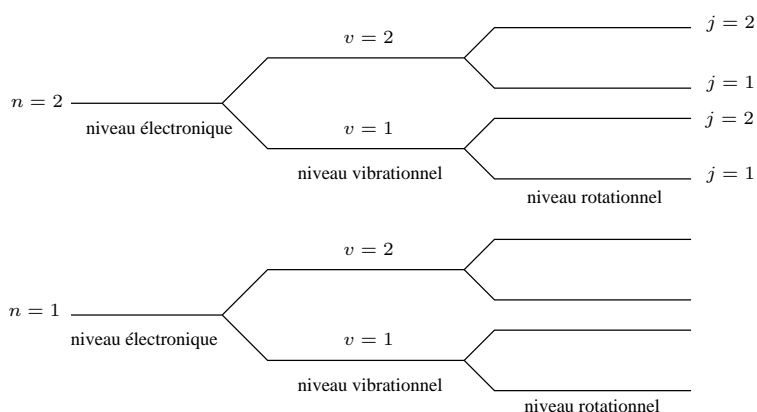 v = 2
j = 2
j = 1
n = 2
niveau électronique
v = 1
j = 2
niveau vibrationnel
j = 1
niveau rotationnel
v = 2
n = 1
niveau électronique
v = 1
niveau vibrationnel
niveau rotationnel